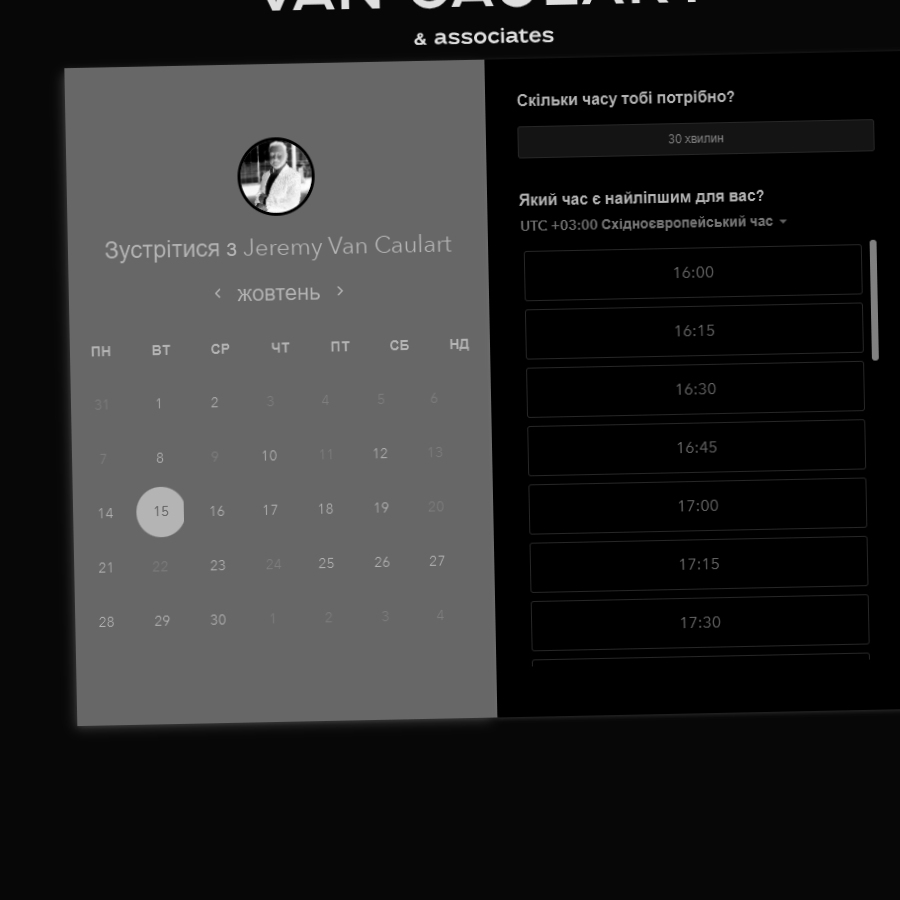 VAN CAULART
& associates
Зустрітися з Jeremy Van Caulart
жовтень
ПН ВТ СР ЧТ ПТ СБ НД
31 1 2 3 4 5 6
7 8 9 10 11 12 13
14 15 16 17 18 19 20
21 22 23 24 25 26 27
28 29 30 1 2 3 4
Скільки часу тобі потрібно?
30 хвилин
Який час є найліпшим для вас?
UTC +03:00 Східноєвропейський час
16:00
16:15
16:30
16:45
17:00
17:15
17:30